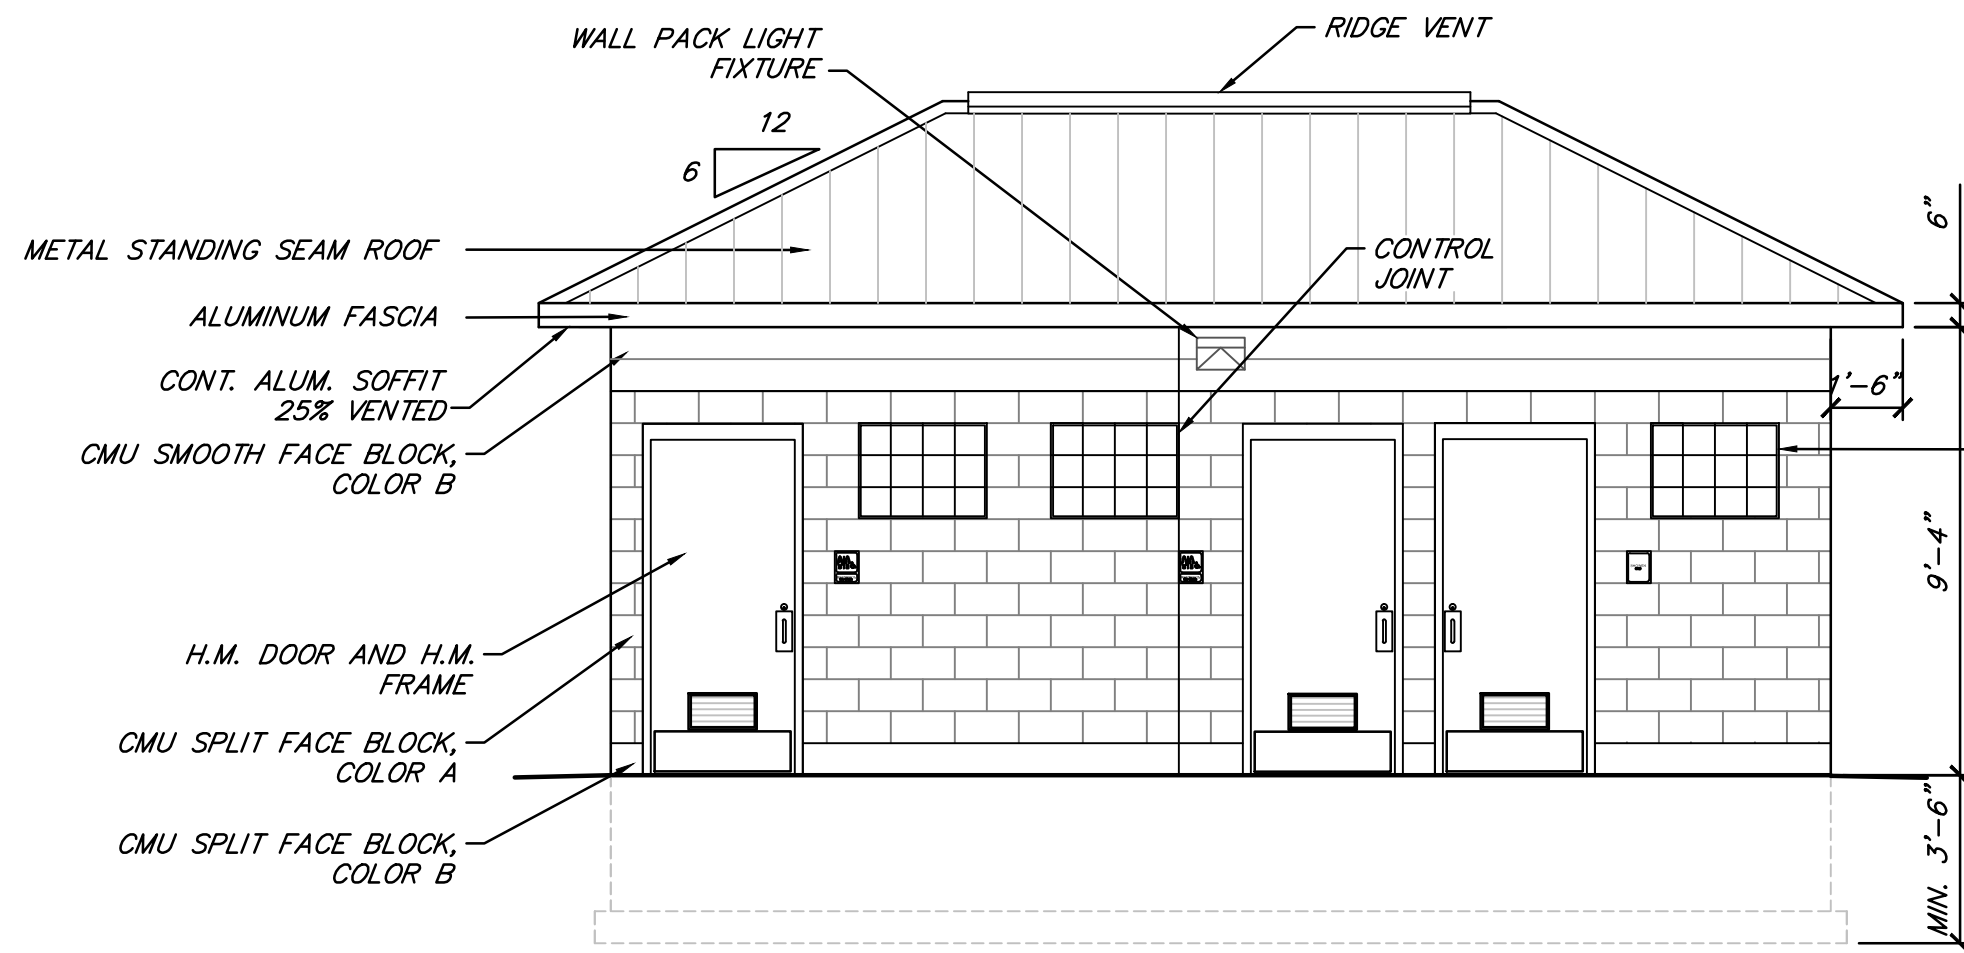 WALL PACK LIGHT
FIXTURE
RIDGE VENT
12
6
METAL STANDING SEAM ROOF
CONTROL
JOINT
6"
ALUMINUM FASCIA
CONT. ALUM. SOFFIT
25% VENTED
1'-6"
CMU SMOOTH FACE BLOCK,
COLOR B
9'-4"
H.M. DOOR AND H.M.
FRAME
CMU SPLIT FACE BLOCK,
COLOR A
CMU SPLIT FACE BLOCK,
COLOR B
MIN. 3'-6"